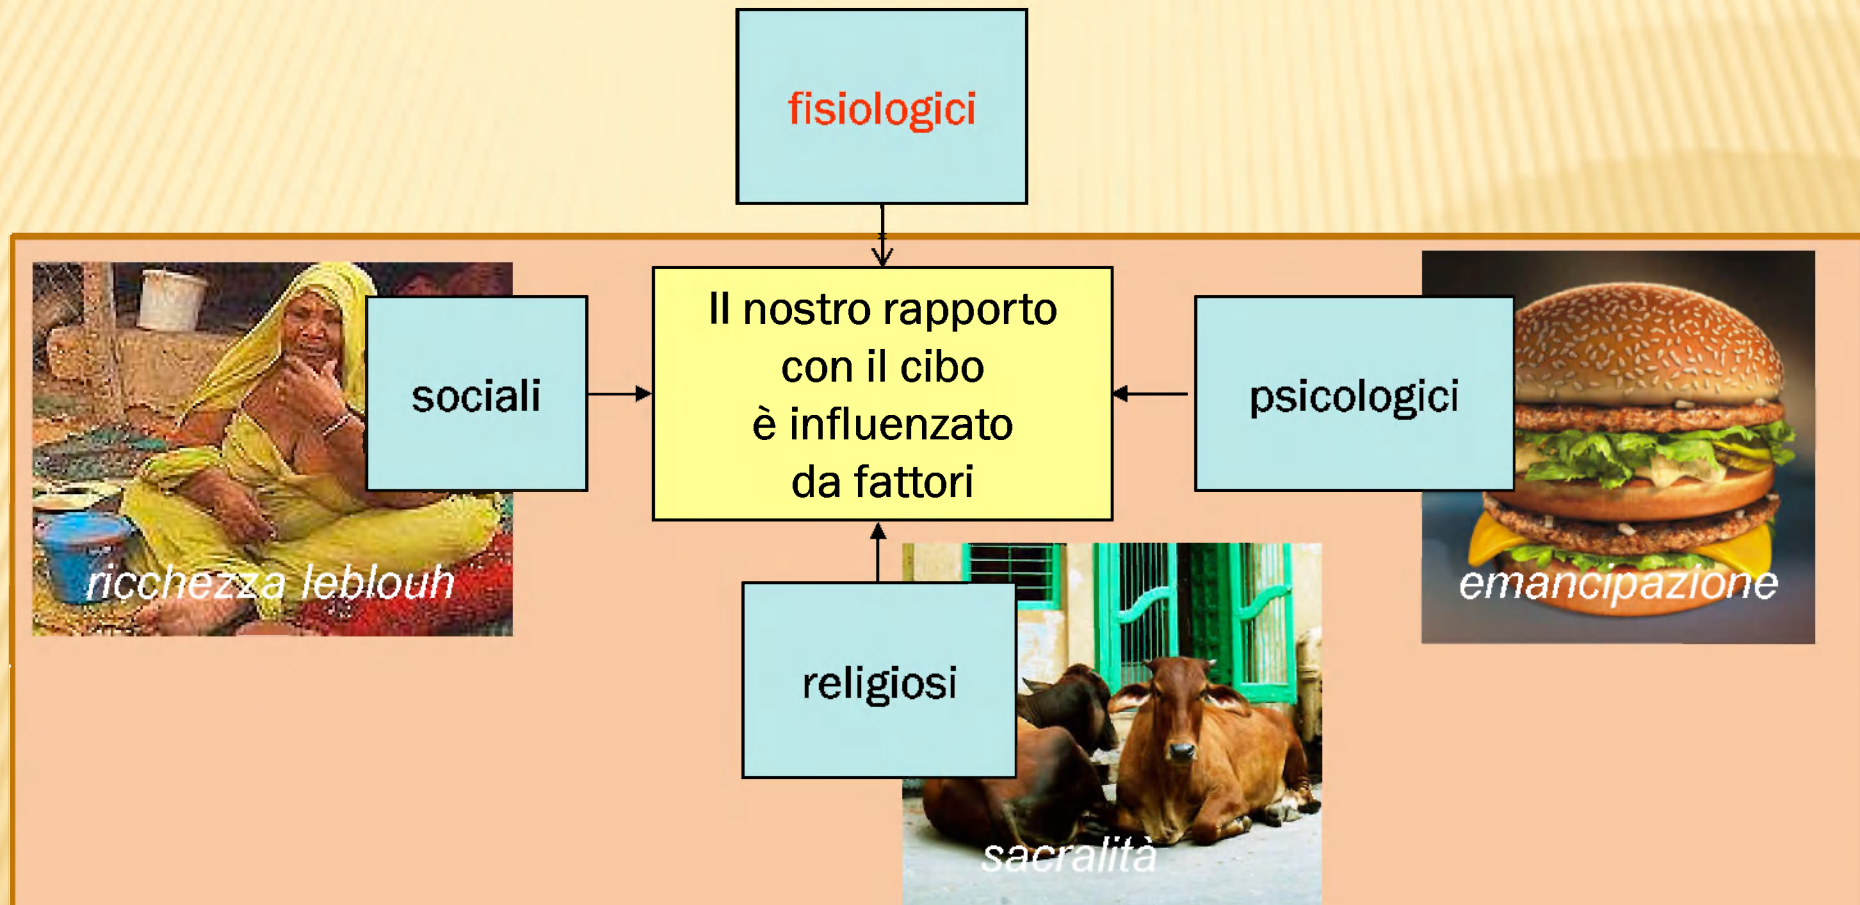 fisiologici
Il nostro rapporto
con il cibo
è influenzato
da fattori
sociali
psicologici
ricchezza leblouh
emancipazione
religiosi
sacralità